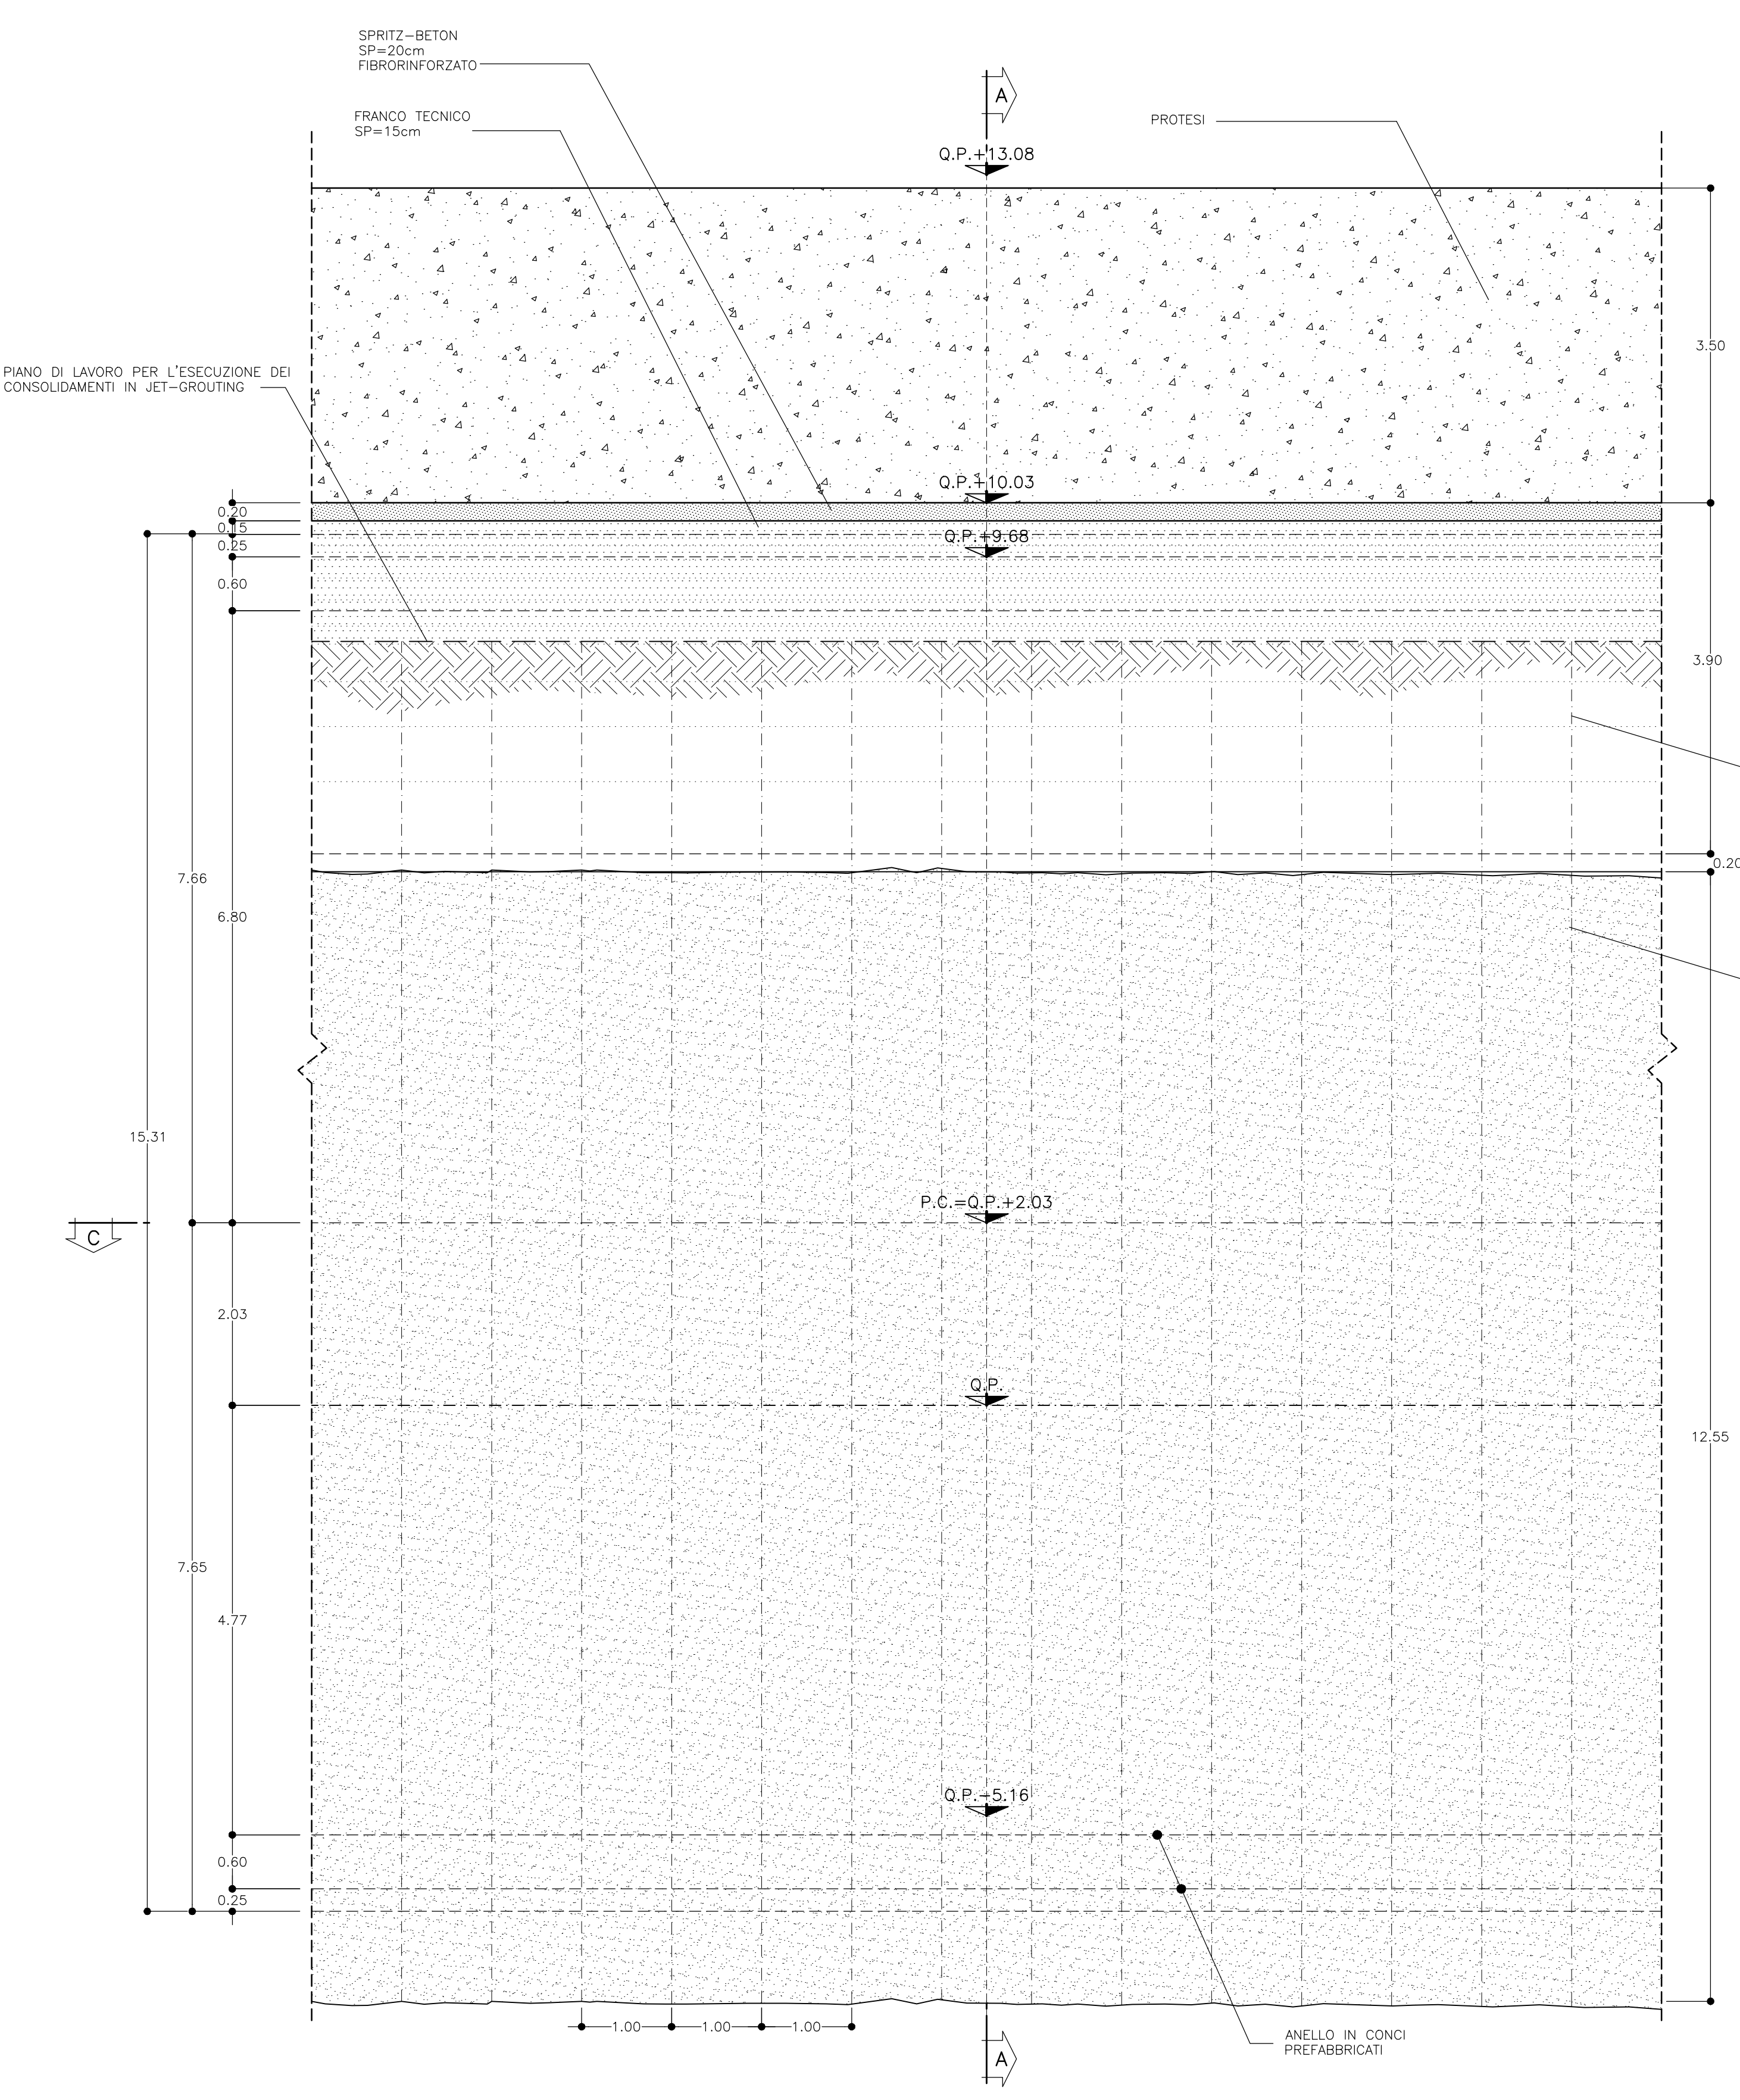 SPRITZ-BETON
SP=20cm
FIBRORINFORZATO
FRANCO TECNICO
SP=15cm
A
PROTESI
Q.P.+13.08
3.50
PIANO DI LAVORO PER L'ESECUZIONE DEI
CONSOLIDAMENTI IN JET-GROUTING
Q.P.+10.03
0.20
0.15
0.25
Q.P.+9.68
0.60
3.90
0.20
7.66
6.80
15.31
P.C.=Q.P.+2.03
C
2.03
Q.P.
12.55
7.65
4.77
Q.P.-5.16
0.60
0.25
1.00
1.00
1.00
A
ANELLO IN CONCI
PREFABBRICATI